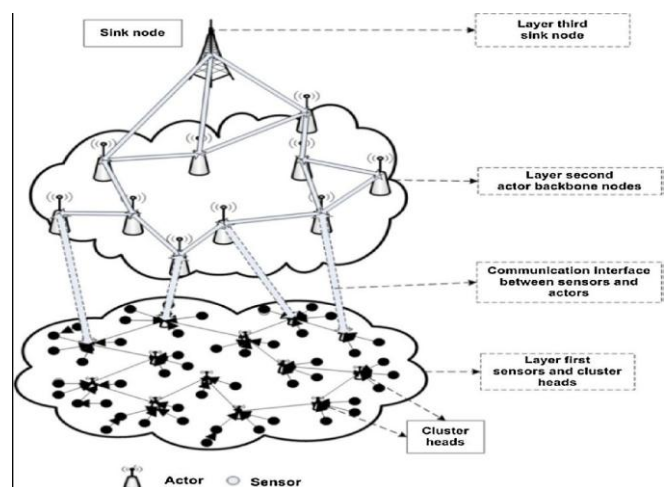 Sink node
Layer third
sink node
Layer second
actor backbone nodes
Communication Interface
between sensors and
actors
Layer first
sensors and cluster
heads
Cluster
heads
Actor
Sensor